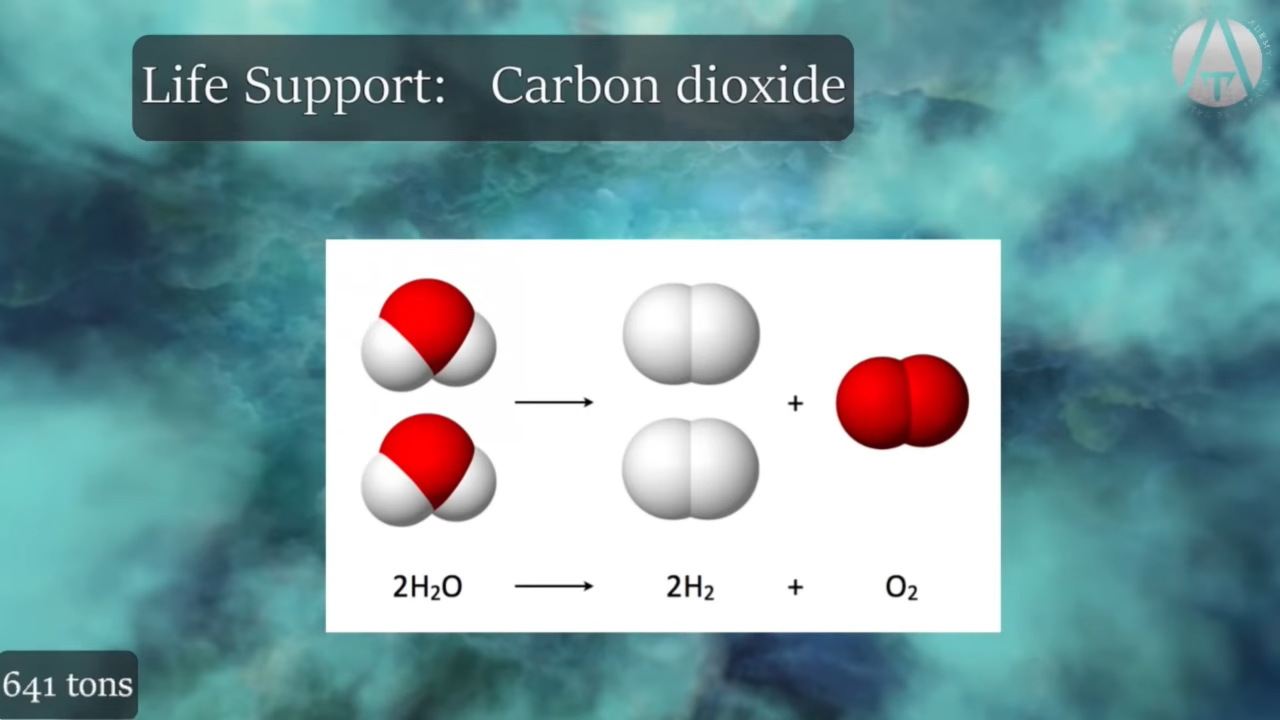 Life Support: Carbon dioxide
+
2H₂O ⟶ 2H₂ + O₂
641 tons